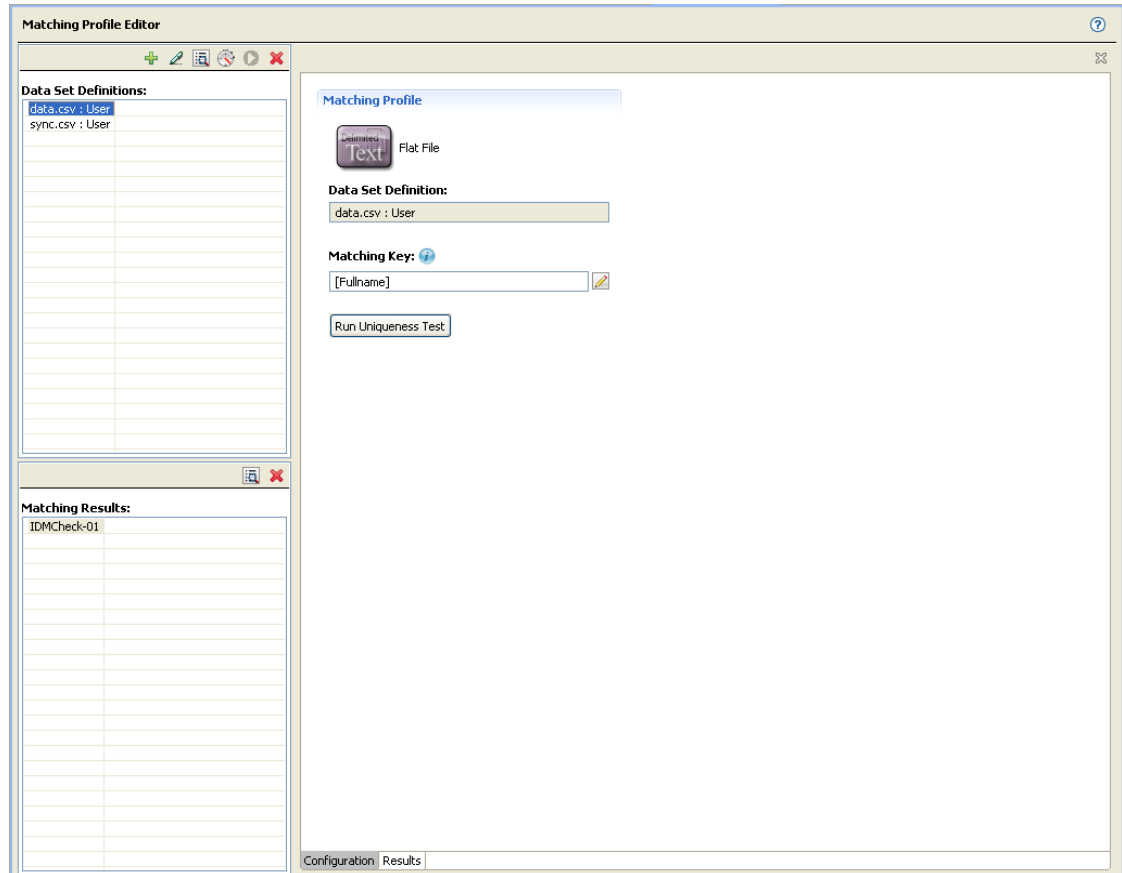 Matching Profile Editor
Data Set Definitions:
data.csv : User
sync.csv : User
Matching Results:
IDMCheck-01
Matching Profile
Delimited
Text
Flat File
Data Set Definition:
data.csv : User
Matching Key:
[Fullname]
Run Uniqueness Test
Configuration
Results